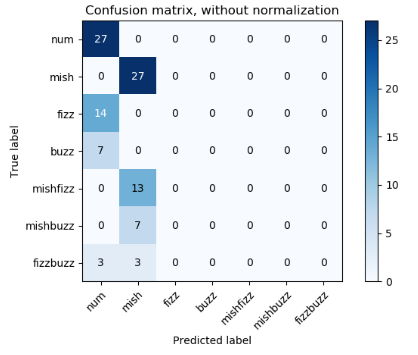 Confusion matrix, without normalization
True label
num 27 0 0 0 0 0 0
mish 0 27 0 0 0 0 0
fizz 14 0 0 0 0 0 0
buzz 7 0 0 0 0 0 0
mishfizz 0 13 0 0 0 0 0
mishbuzz 0 7 0 0 0 0 0
fizzbuzz 3 3 0 0 0 0 0
num mish fizz buzz mishfizz mishbuzz fizzbuzz
Predicted label
25
20
15
10
5
0